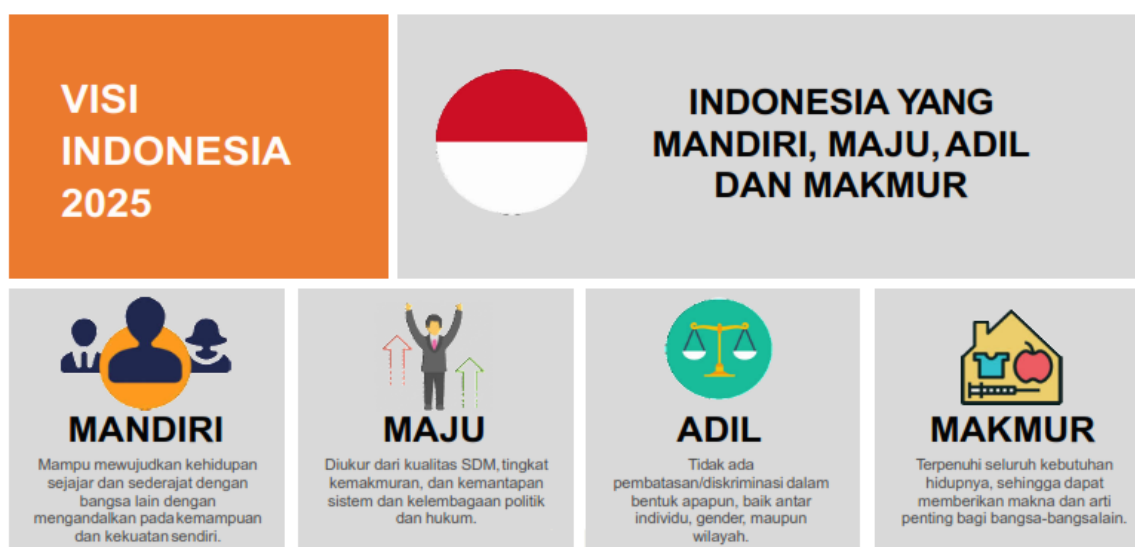 VISI
INDONESIA
2025
INDONESIA YANG
MANDIRI, MAJU, ADIL
DAN MAKMUR
MANDIRI
Mampu mewujudkan kehidupan
sejajar dan sederajat dengan
bangsa lain dengan
mengandalkan pada kemampuan
dan kekuatan sendiri.
MAJU
Diukur dari kualitas SDM, tingkat
kemakmuran, dan kemantapan
sistem dan kelembagaan politik
dan hukum.
ADIL
Tidak ada
pembatasan/diskriminasi dalam
bentuk apapun, baik antar
individu, gender, maupun
wilayah.
MAKMUR
Terpenuhi seluruh kebutuhan
hidupnya, sehingga dapat
memberikan makna dan arti
penting bagi bangsa-bangsalain.